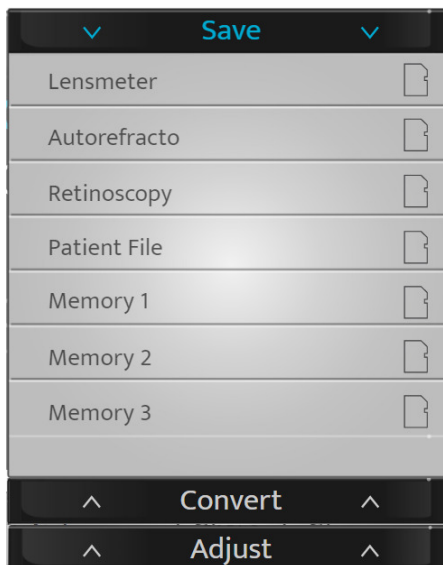 Save
Lensmeter
Autorefracto
Retinoscopy
Patient File
Memory 1
Memory 2
Memory 3
Convert
Adjust